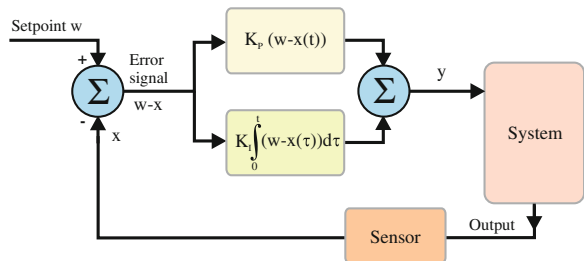 Setpoint w
+
Σ
-
x
Error
signal
w-x
K_P (w-x(t))
K_I ∫_0^t (w-x(τ))dτ
Σ
y
System
Output
Sensor